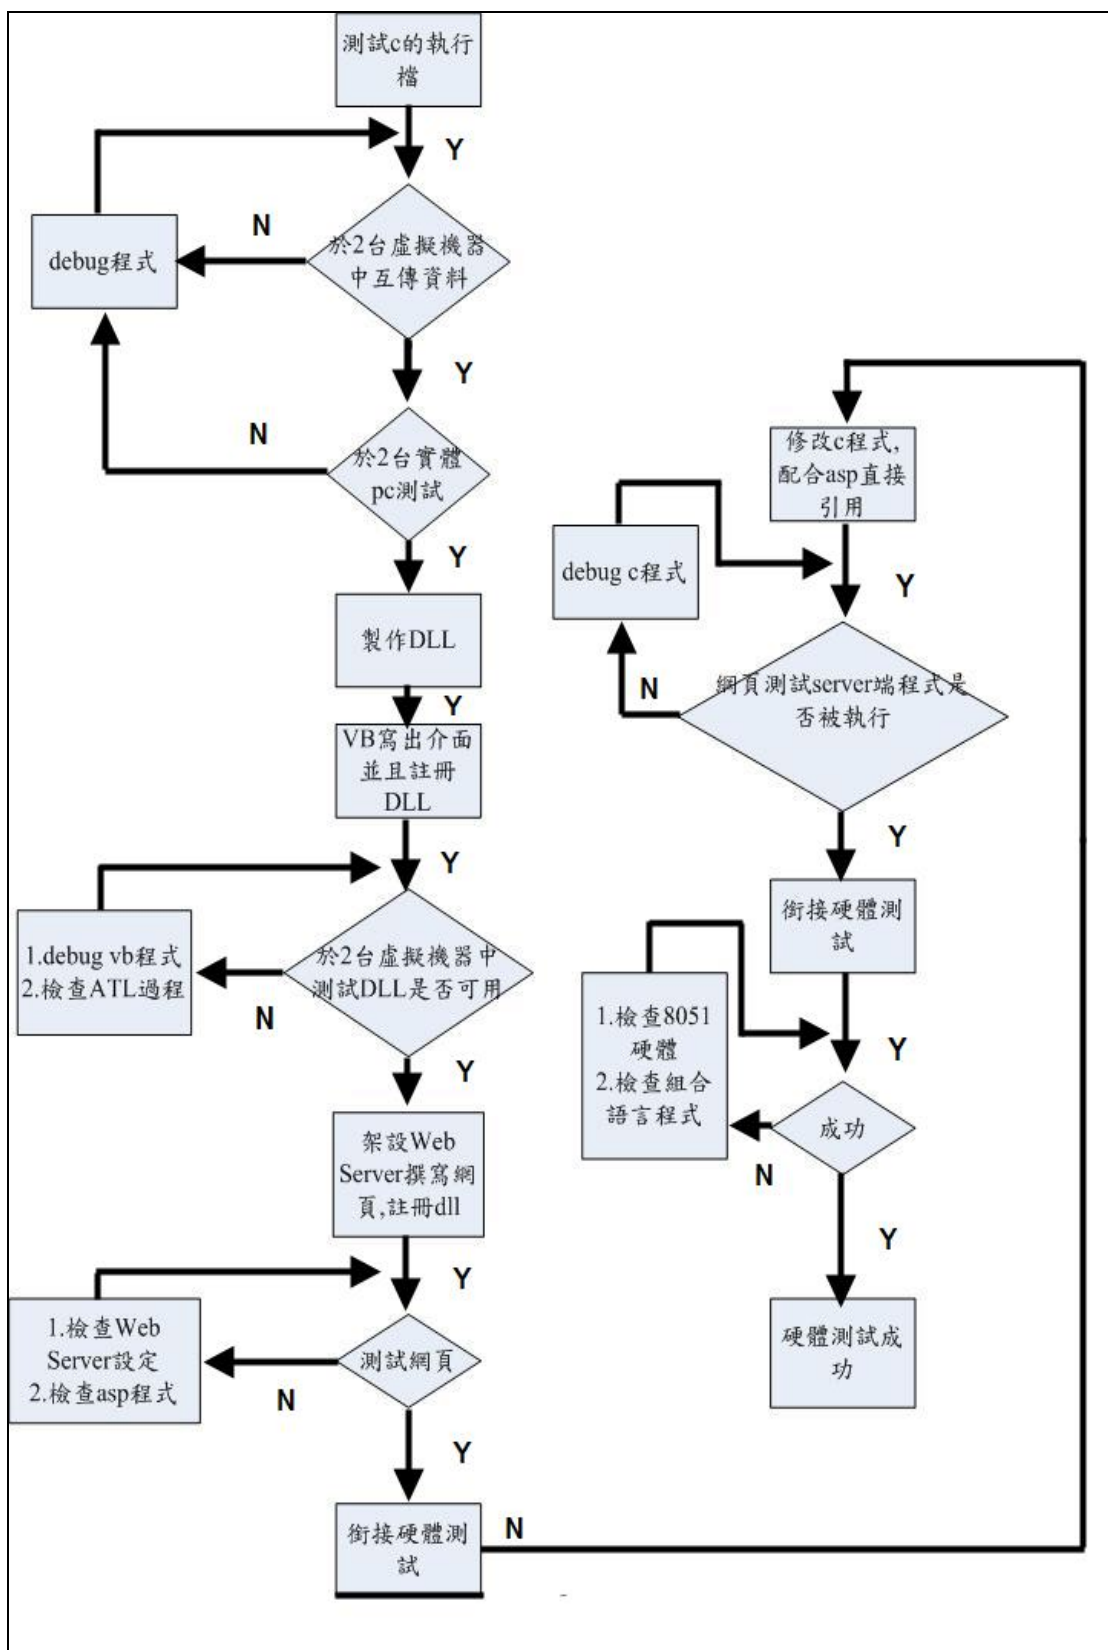 測試c的執行
檔
Y
N
debug程式
於2台虛擬機器
中互傳資料
Y
N
於2台實體
pc測試
Y
製作DLL
Y
VB寫出介面
並且註冊
DLL
Y
1.debug vb程式
2.檢查ATL過程
N
於2台虛擬機器中
測試DLL是否可用
Y
架設Web
Server撰寫網
頁,註冊dll
Y
1.檢查Web
Server設定
2.檢查asp程式
N
測試網頁
Y
銜接硬體測
試
N
修改c程式,
配合asp直接
引用
debug c程式
Y
N
網頁測試server端程式是
否被執行
Y
銜接硬體測
試
1.檢查8051
硬體
2.檢查組合
語言程式
Y
成功
N
Y
硬體測試成
功